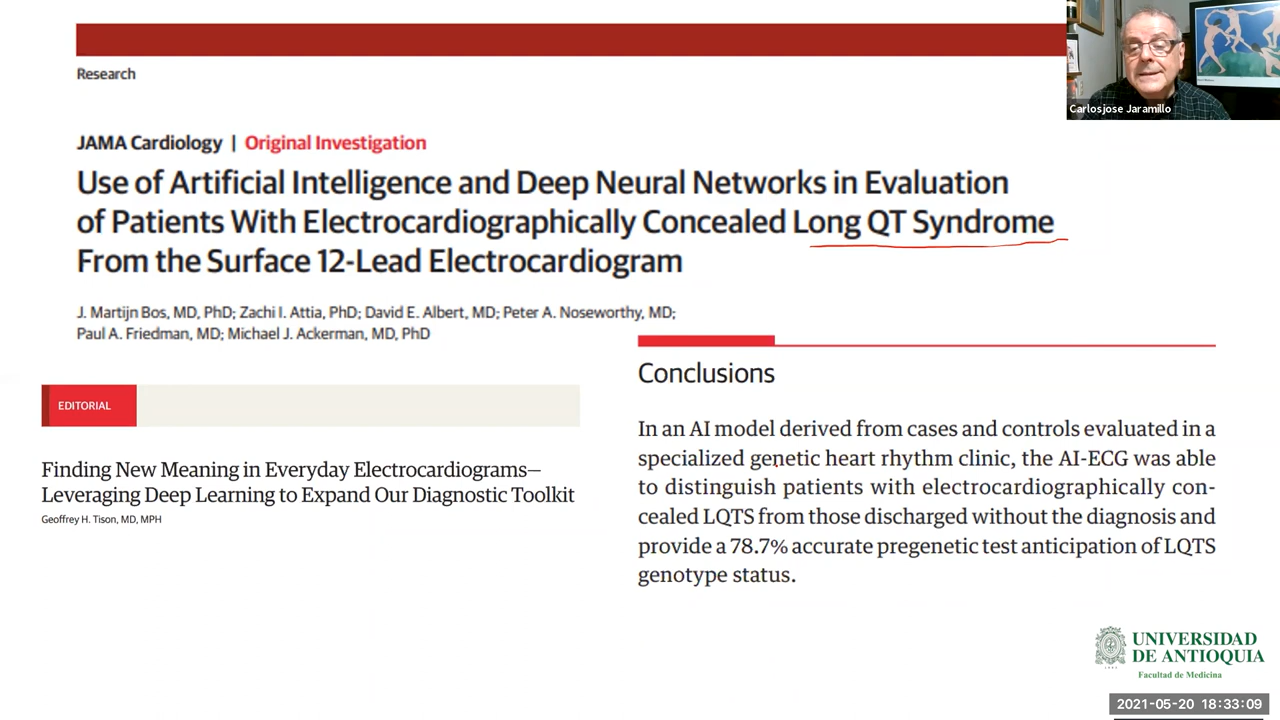 Research
JAMA Cardiology | Original Investigation
Use of Artificial Intelligence and Deep Neural Networks in Evaluation
of Patients With Electrocardiographically Concealed Long QT Syndrome
From the Surface 12-Lead Electrocardiogram
J. Martijn Bos, MD, PhD; Zachi I. Attia, PhD; David E. Albert, MD; Peter A. Noseworthy, MD;
Paul A. Friedman, MD; Michael J. Ackerman, MD, PhD
EDITORIAL
Finding New Meaning in Everyday Electrocardiograms—
Leveraging Deep Learning to Expand Our Diagnostic Toolkit
Geoffrey H. Tison, MD, MPH
Conclusions
In an AI model derived from cases and controls evaluated in a
specialized genetic heart rhythm clinic, the AI-ECG was able
to distinguish patients with electrocardiographically con-
cealed LQTS from those discharged without the diagnosis and
provide a 78.7% accurate pregenetic test anticipation of LQTS
genotype status.
Carlosjose Jaramillo
UNIVERSIDAD
DE ANTIOQUIA
Facultad de Medicina
2021-05-20 18:33:09